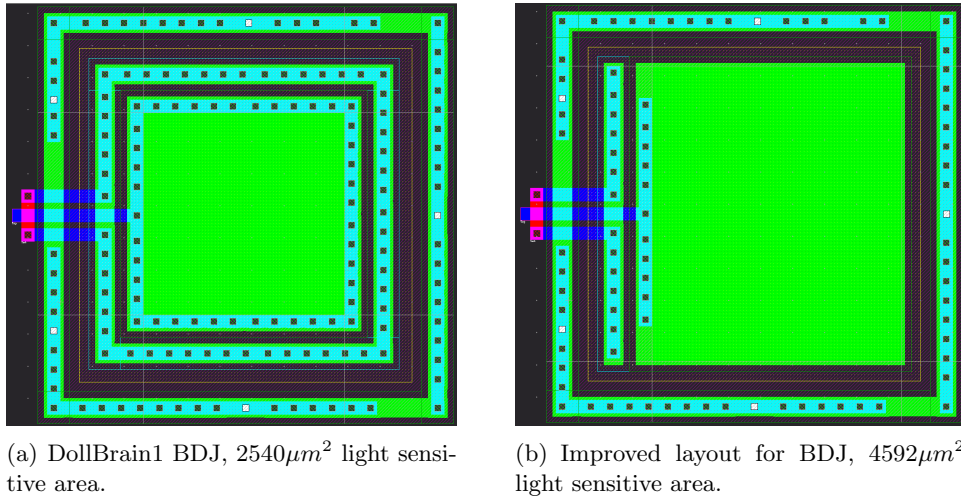 (a) DollBrain1 BDJ, 2540μm² light sensi-
tive area.
(b) Improved layout for BDJ, 4592μm²
light sensitive area.